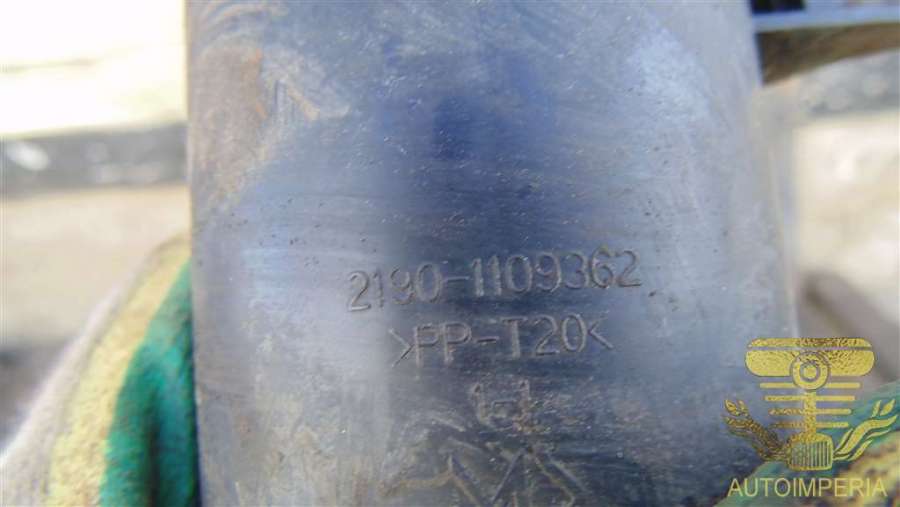 2190-1109362
>PP-T20<
AUTOIMPERIA